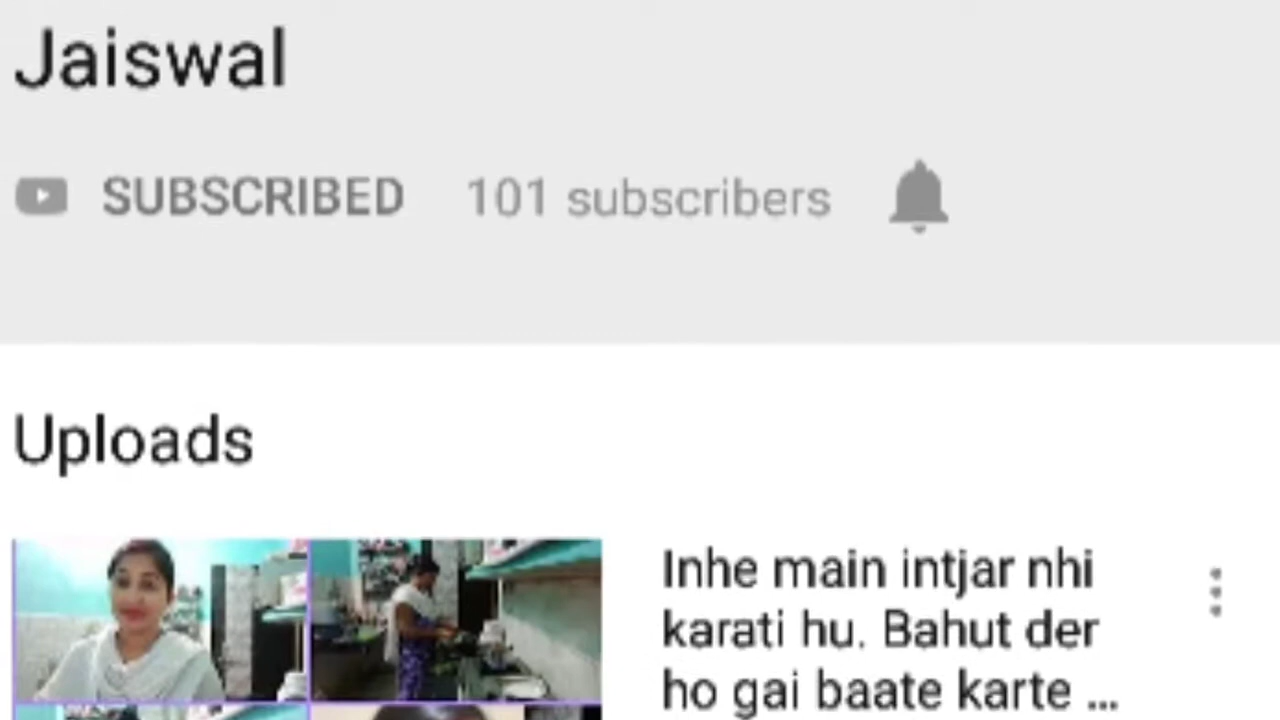 Jaiswal
SUBSCRIBED 101 subscribers
Uploads
Inhe main intjar nhi
karati hu. Bahut der
ho gai baate karte ...